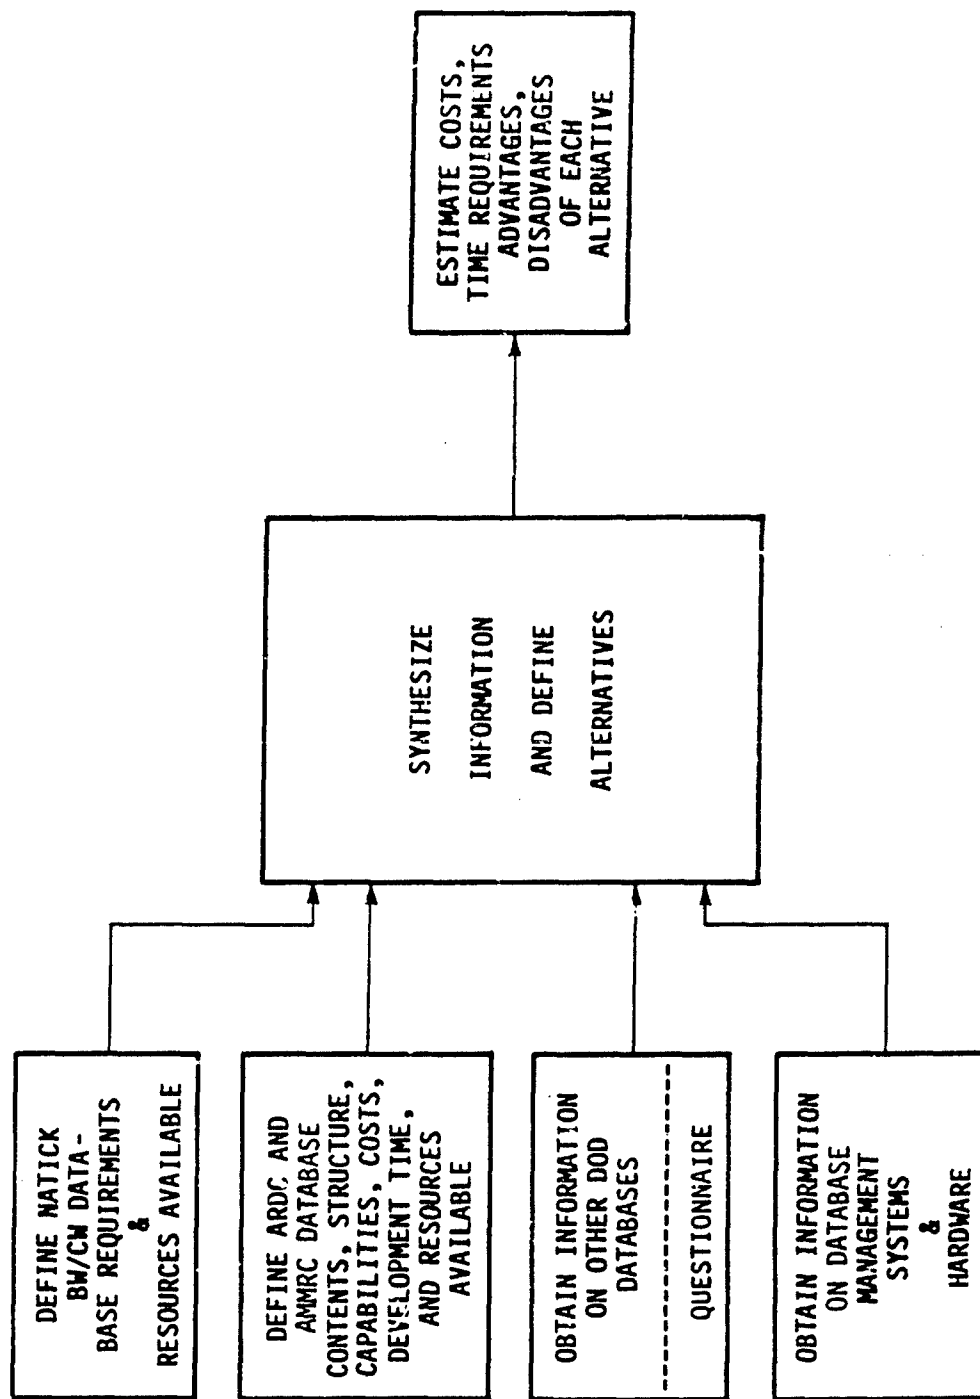 DEFINE NATICK
BW/CW DATA-
BASE REQUIREMENTS
&
RESOURCES AVAILABLE
DEFINE ARDC AND
AMMRC DATABASE
CONTENTS, STRUCTURE,
CAPABILITIES, COSTS,
DEVELOPMENT TIME,
AND RESOURCES
AVAILABLE
OBTAIN INFORMATION
ON OTHER DOD
DATABASES
QUESTIONNAIRE
OBTAIN INFORMATION
ON DATABASE
MANAGEMENT
SYSTEMS
&
HARDWARE
SYNTHESIZE
INFORMATION
AND DEFINE
ALTERNATIVES
ESTIMATE COSTS,
TIME REQUIREMENTS
ADVANTAGES,
DISADVANTAGES
OF EACH
ALTERNATIVE